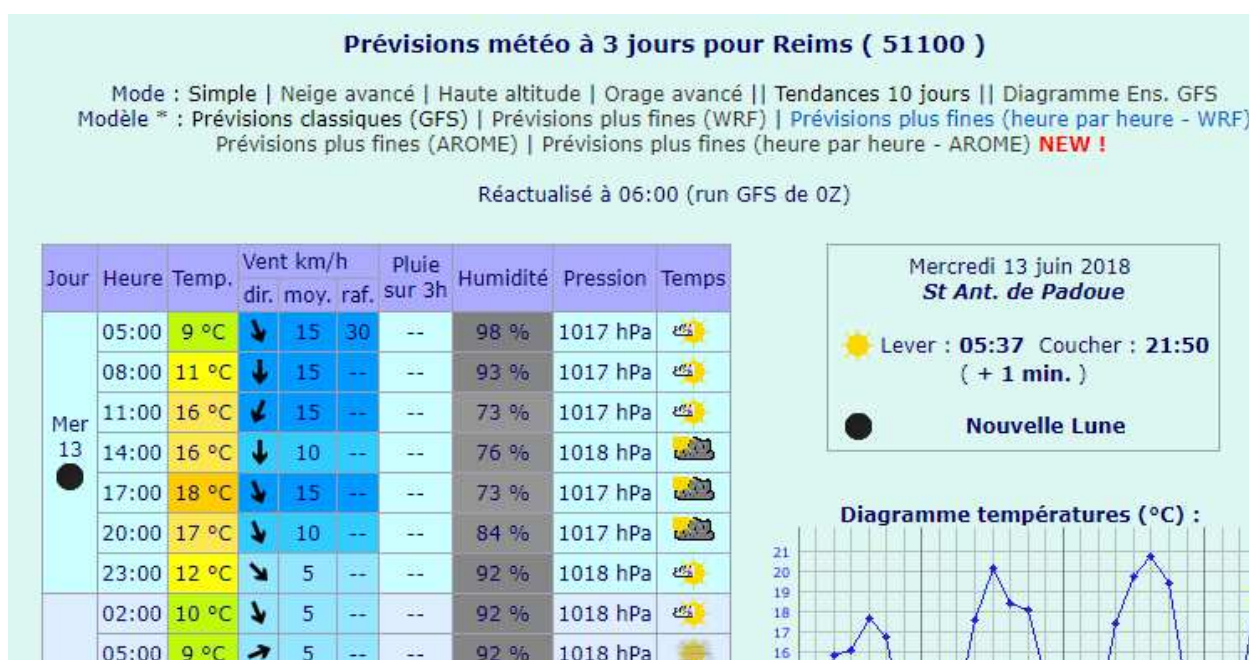 Prévisions météo à 3 jours pour Reims ( 51100 )
Mode : Simple | Neige avancé | Haute altitude | Orage avancé || Tendances 10 jours || Diagramme Ens. GFS
Modèle * : Prévisions classiques (GFS) | Prévisions plus fines (WRF) | Prévisions plus fines (heure par heure - WRF)
Prévisions plus fines (AROME) | Prévisions plus fines (heure par heure - AROME) NEW !
Réactualisé à 06:00 (run GFS de 0Z)
Jour Heure Temp. Vent km/h Pluie sur 3h Humidité Pression Temps
dir. moy. raf.
Mer 13
05:00 9 °C 15 30 -- 98 % 1017 hPa
08:00 11 °C 15 -- -- 93 % 1017 hPa
11:00 16 °C 15 -- -- 73 % 1017 hPa
14:00 16 °C 10 -- -- 76 % 1018 hPa
17:00 18 °C 15 -- -- 73 % 1017 hPa
20:00 17 °C 10 -- -- 84 % 1017 hPa
23:00 12 °C 5 -- -- 92 % 1018 hPa
02:00 10 °C 5 -- -- 92 % 1018 hPa
05:00 9 °C 5 -- -- 92 % 1018 hPa
Mercredi 13 juin 2018
St Ant. de Padoue
Lever : 05:37 Coucher : 21:50
( + 1 min. )
Nouvelle Lune
Diagramme températures (°C) :
21
20
19
18
17
16